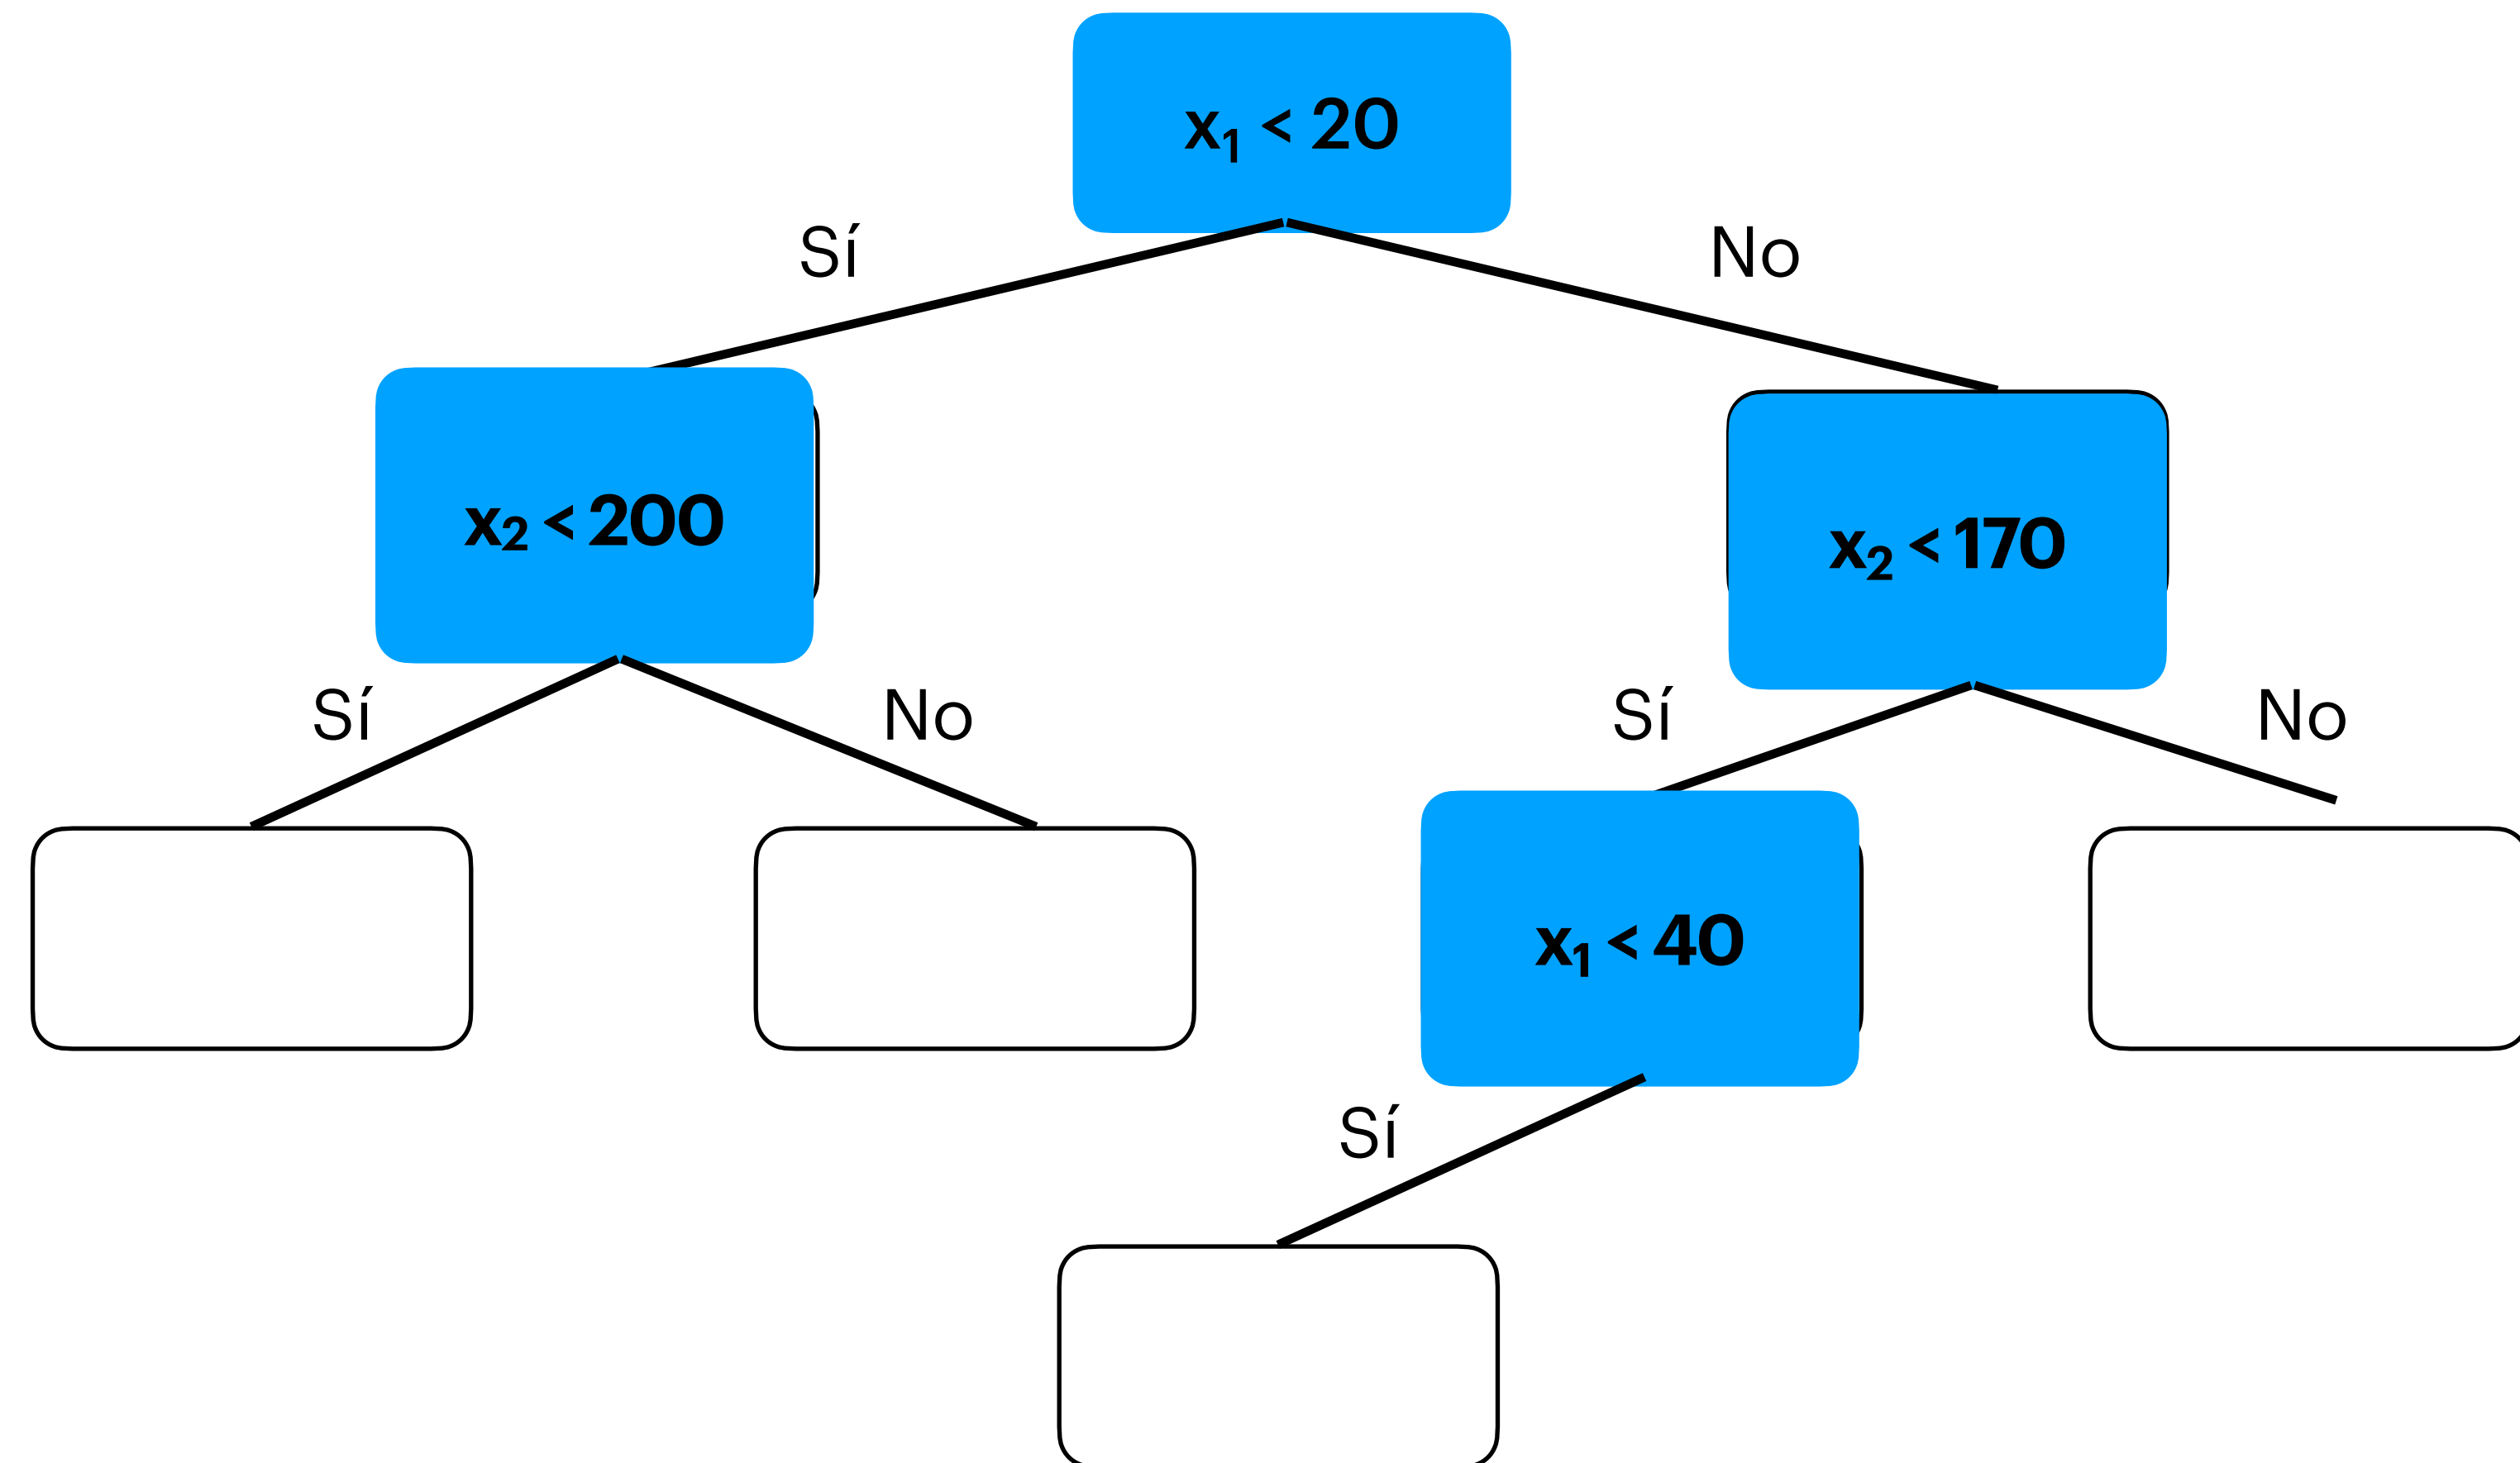 x₁ < 20
Sí
No
x₂ < 200
x₂ < 170
Sí
No
Sí
No
x₁ < 40
Sí